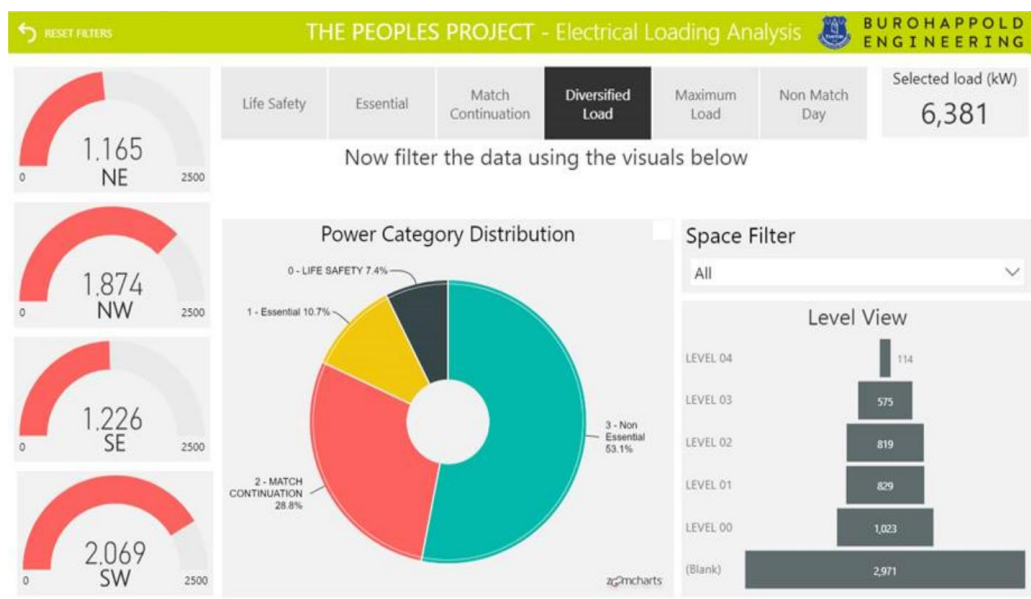 RESET FILTERS
THE PEOPLES PROJECT - Electrical Loading Analysis
BUROHAPPOLD
ENGINEERING
1.165
NE
0
2500
1.874
NW
0
2500
1.226
SE
0
2500
2.069
SW
0
2500
Life Safety
Essential
Match
Continuation
Diversified
Load
Maximum
Load
Non Match
Day
Selected load (kW)
6,381
Now filter the data using the visuals below
Power Category Distribution
0 - LIFE SAFETY 7.4%
1 - Essential 10.7%
2 - MATCH
CONTINUATION
28.8%
3 - Non
Essential
53.1%
zoomcharts
Space Filter
All
Level View
LEVEL 04
114
LEVEL 03
575
LEVEL 02
819
LEVEL 01
829
LEVEL 00
1,023
(Blank)
2,971